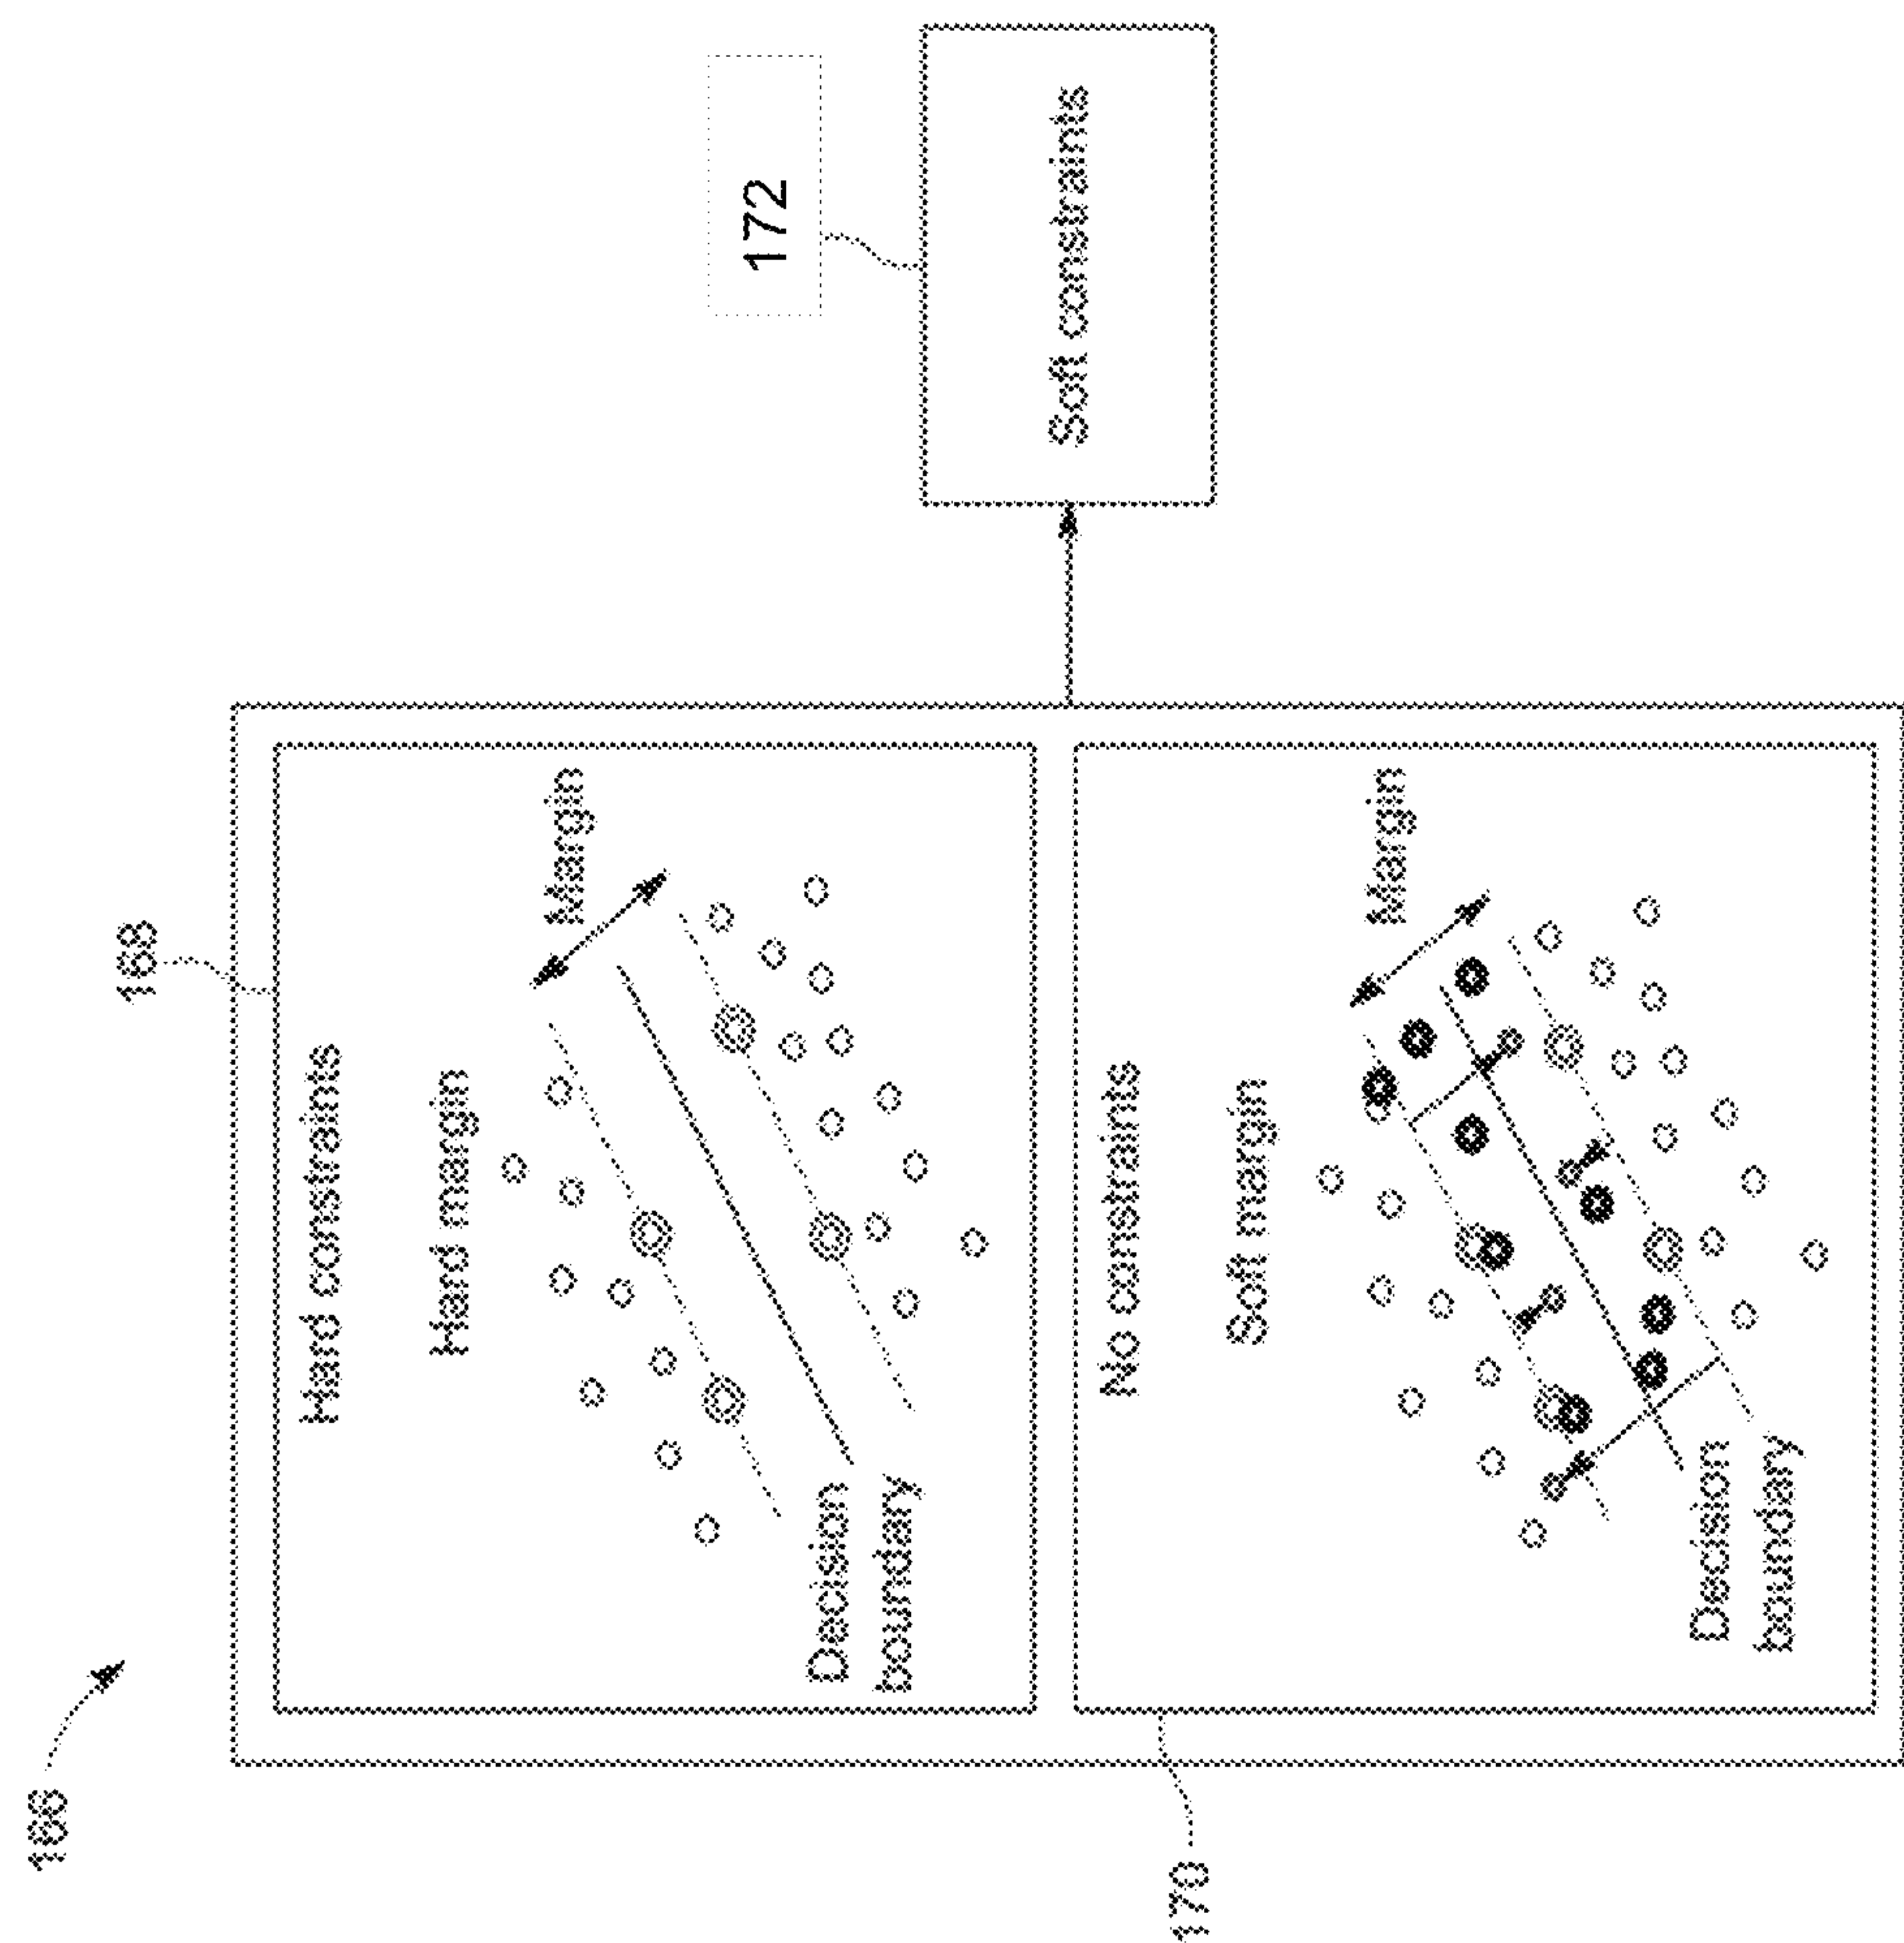 166
168
Hard constraints
Hard margin
Margin
Decision
boundary
172
Soft constraints
170
No constraints
Soft margin
Margin
Decision
boundary